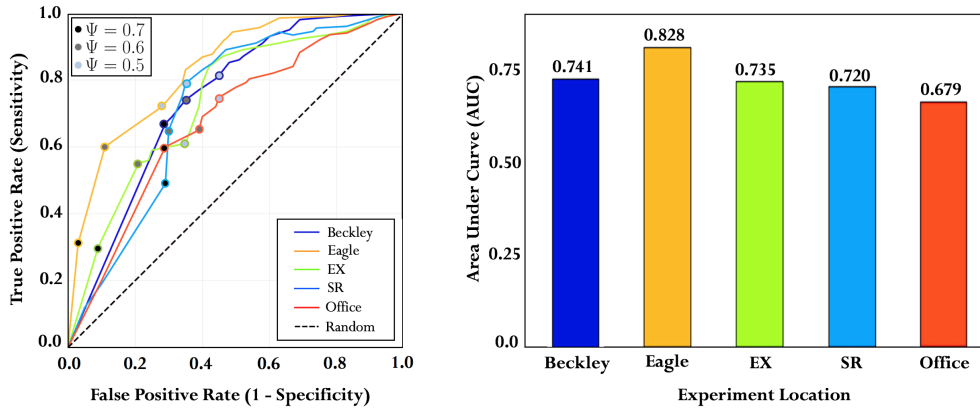 Ψ = 0.7
Ψ = 0.6
Ψ = 0.5
True Positive Rate (Sensitivity)
1.0
0.8
0.6
0.4
0.2
0.0
0.0 0.2 0.4 0.6 0.8 1.0
False Positive Rate (1 - Specificity)
Beckley
Eagle
EX
SR
Office
Random
Area Under Curve (AUC)
0.75
0.50
0.25
0.0
0.741
0.828
0.735
0.720
0.679
Beckley Eagle EX SR Office
Experiment Location